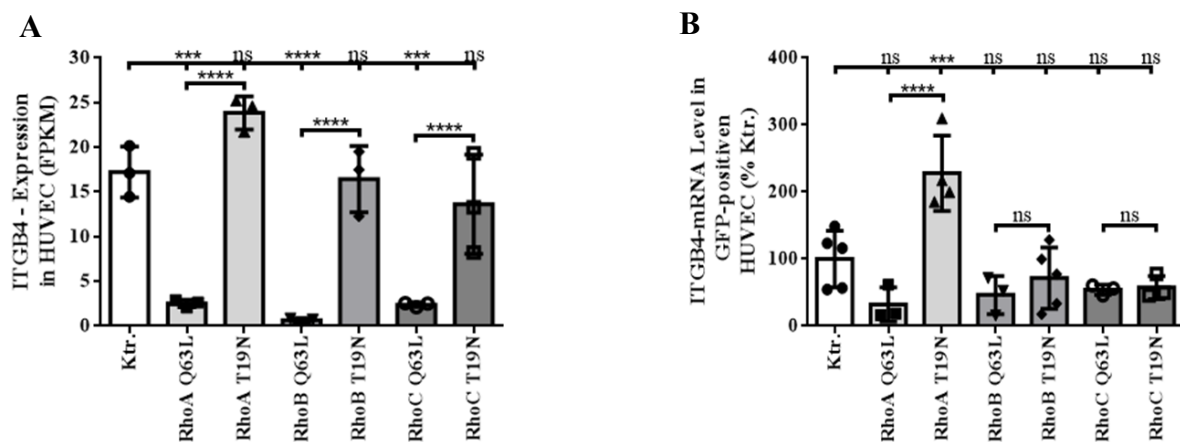 A
*** ns **** ns *** ns
****
**** ****
30
25
20
15
10
5
0
ITGB4 - Expression
in HUVEC (FPKM)
Ktr.
RhoA Q63L
RhoA T19N
RhoB Q63L
RhoB T19N
RhoC Q63L
RhoC T19N
B
ns *** ns ns ns ns
****
ns ns
400
300
200
100
0
ITGB4-mRNA Level in
GFP-positiven
HUVEC (% Ktr.)
Ktr.
RhoA Q63L
RhoA T19N
RhoB Q63L
RhoB T19N
RhoC Q63L
RhoC T19N